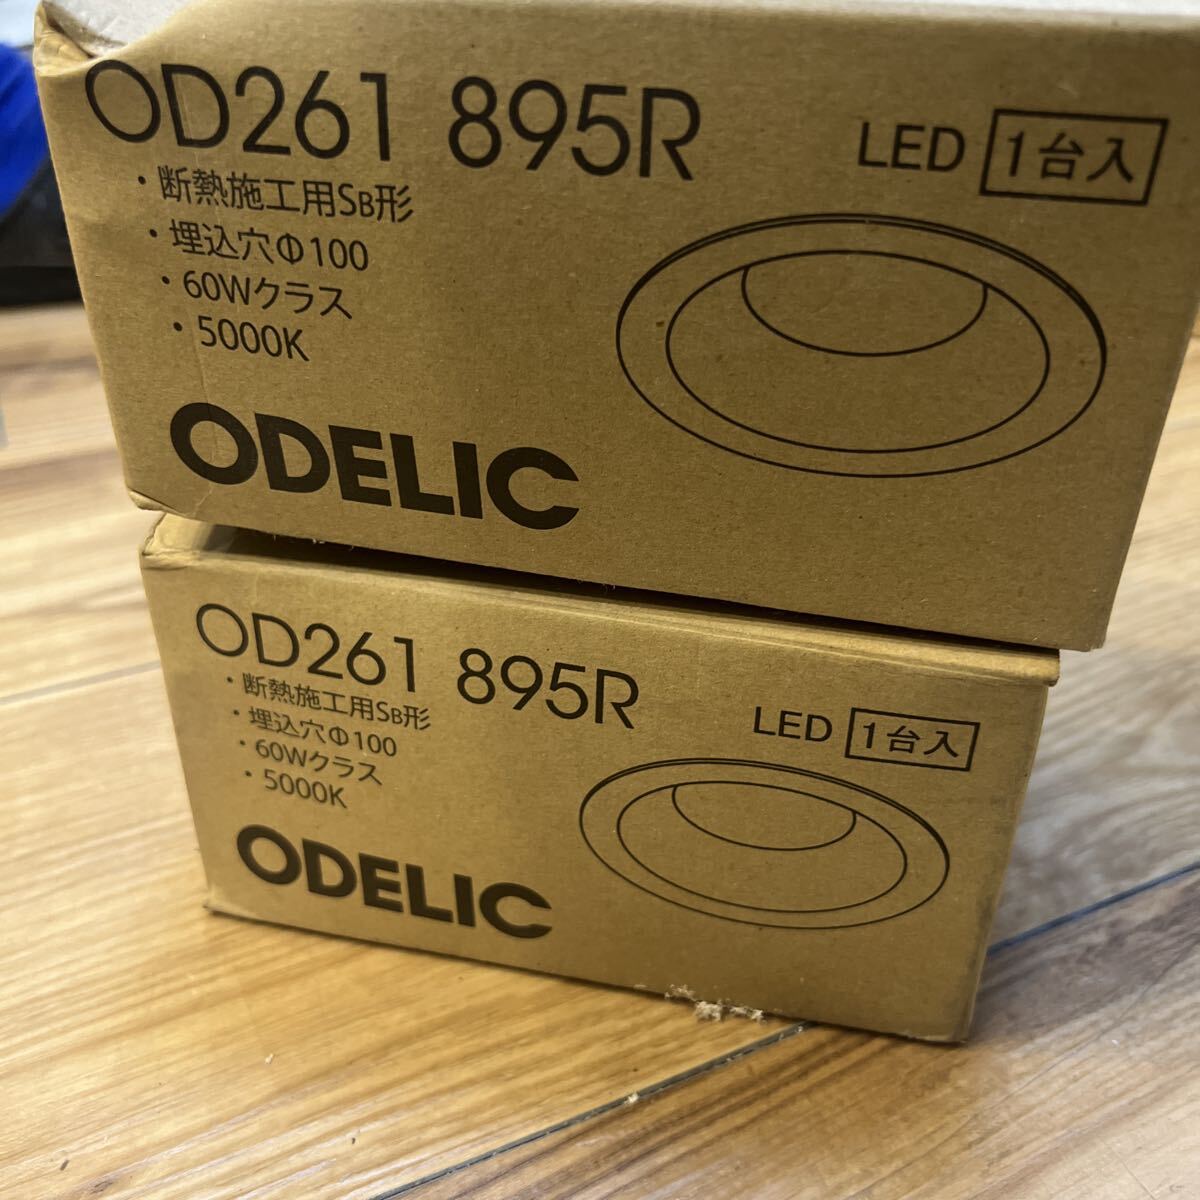 OD261 895R
LED 1台入
・断熱施工用SB形
・埋込穴Φ100
・60Wクラス
・5000K
ODELIC
OD261 895R
LED 1台入
・断熱施工用SB形
・埋込穴Φ100
・60Wクラス
・5000K
ODELIC